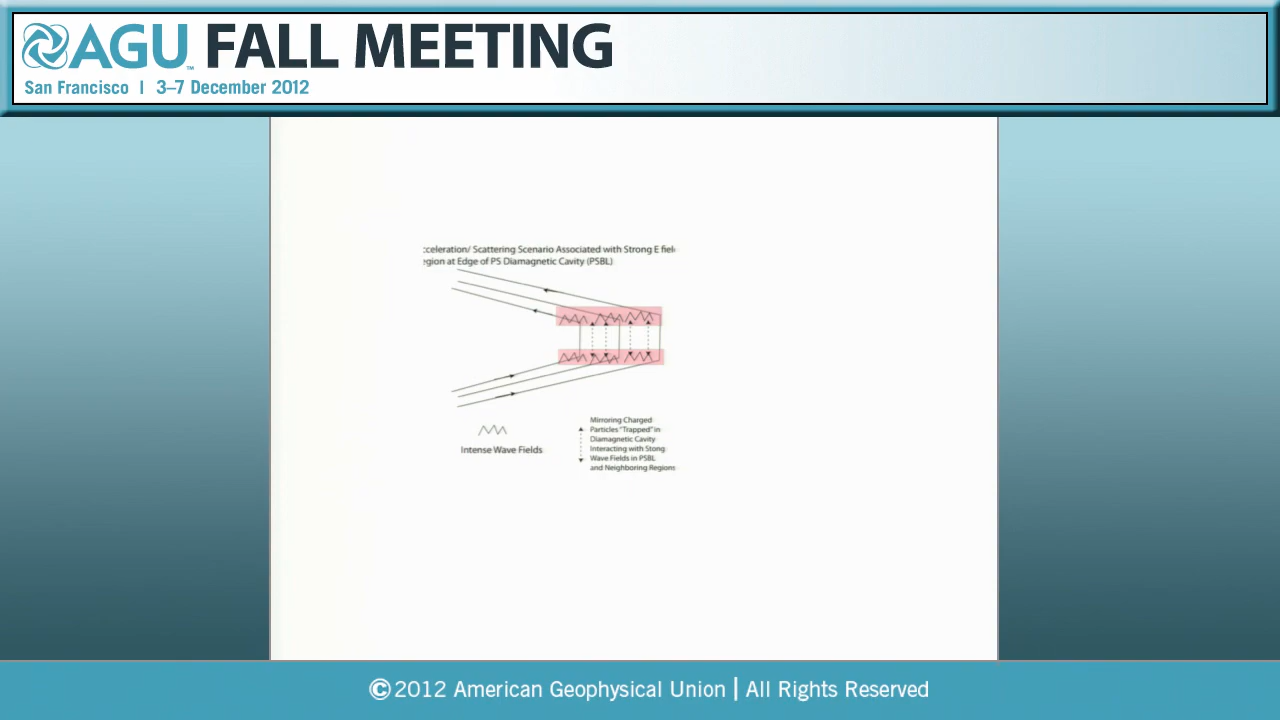 AGU™ FALL MEETING
San Francisco | 3–7 December 2012
cceleration/ Scattering Scenario Associated with Strong E fiel
egion at Edge of PS Diamagnetic Cavity (PSBL)
Intense Wave Fields
Mirroring Charged
Particles "Trapped" in
Diamagnetic Cavity
Interacting with Stong
Wave Fields in PSBL
and Neighboring Regions
©2012 American Geophysical Union | All Rights Reserved